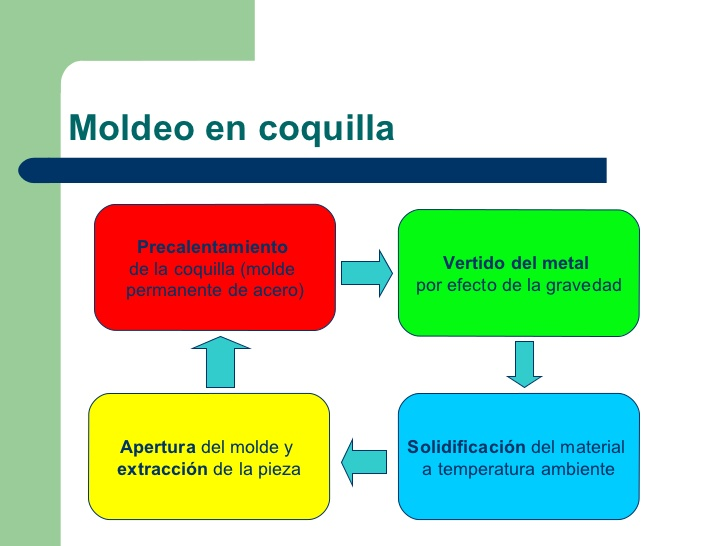 Moldeo en coquilla
Precalentamiento
de la coquilla (molde
permanente de acero)
Vertido del metal
por efecto de la gravedad
Apertura del molde y
extracción de la pieza
Solidificación del material
a temperatura ambiente